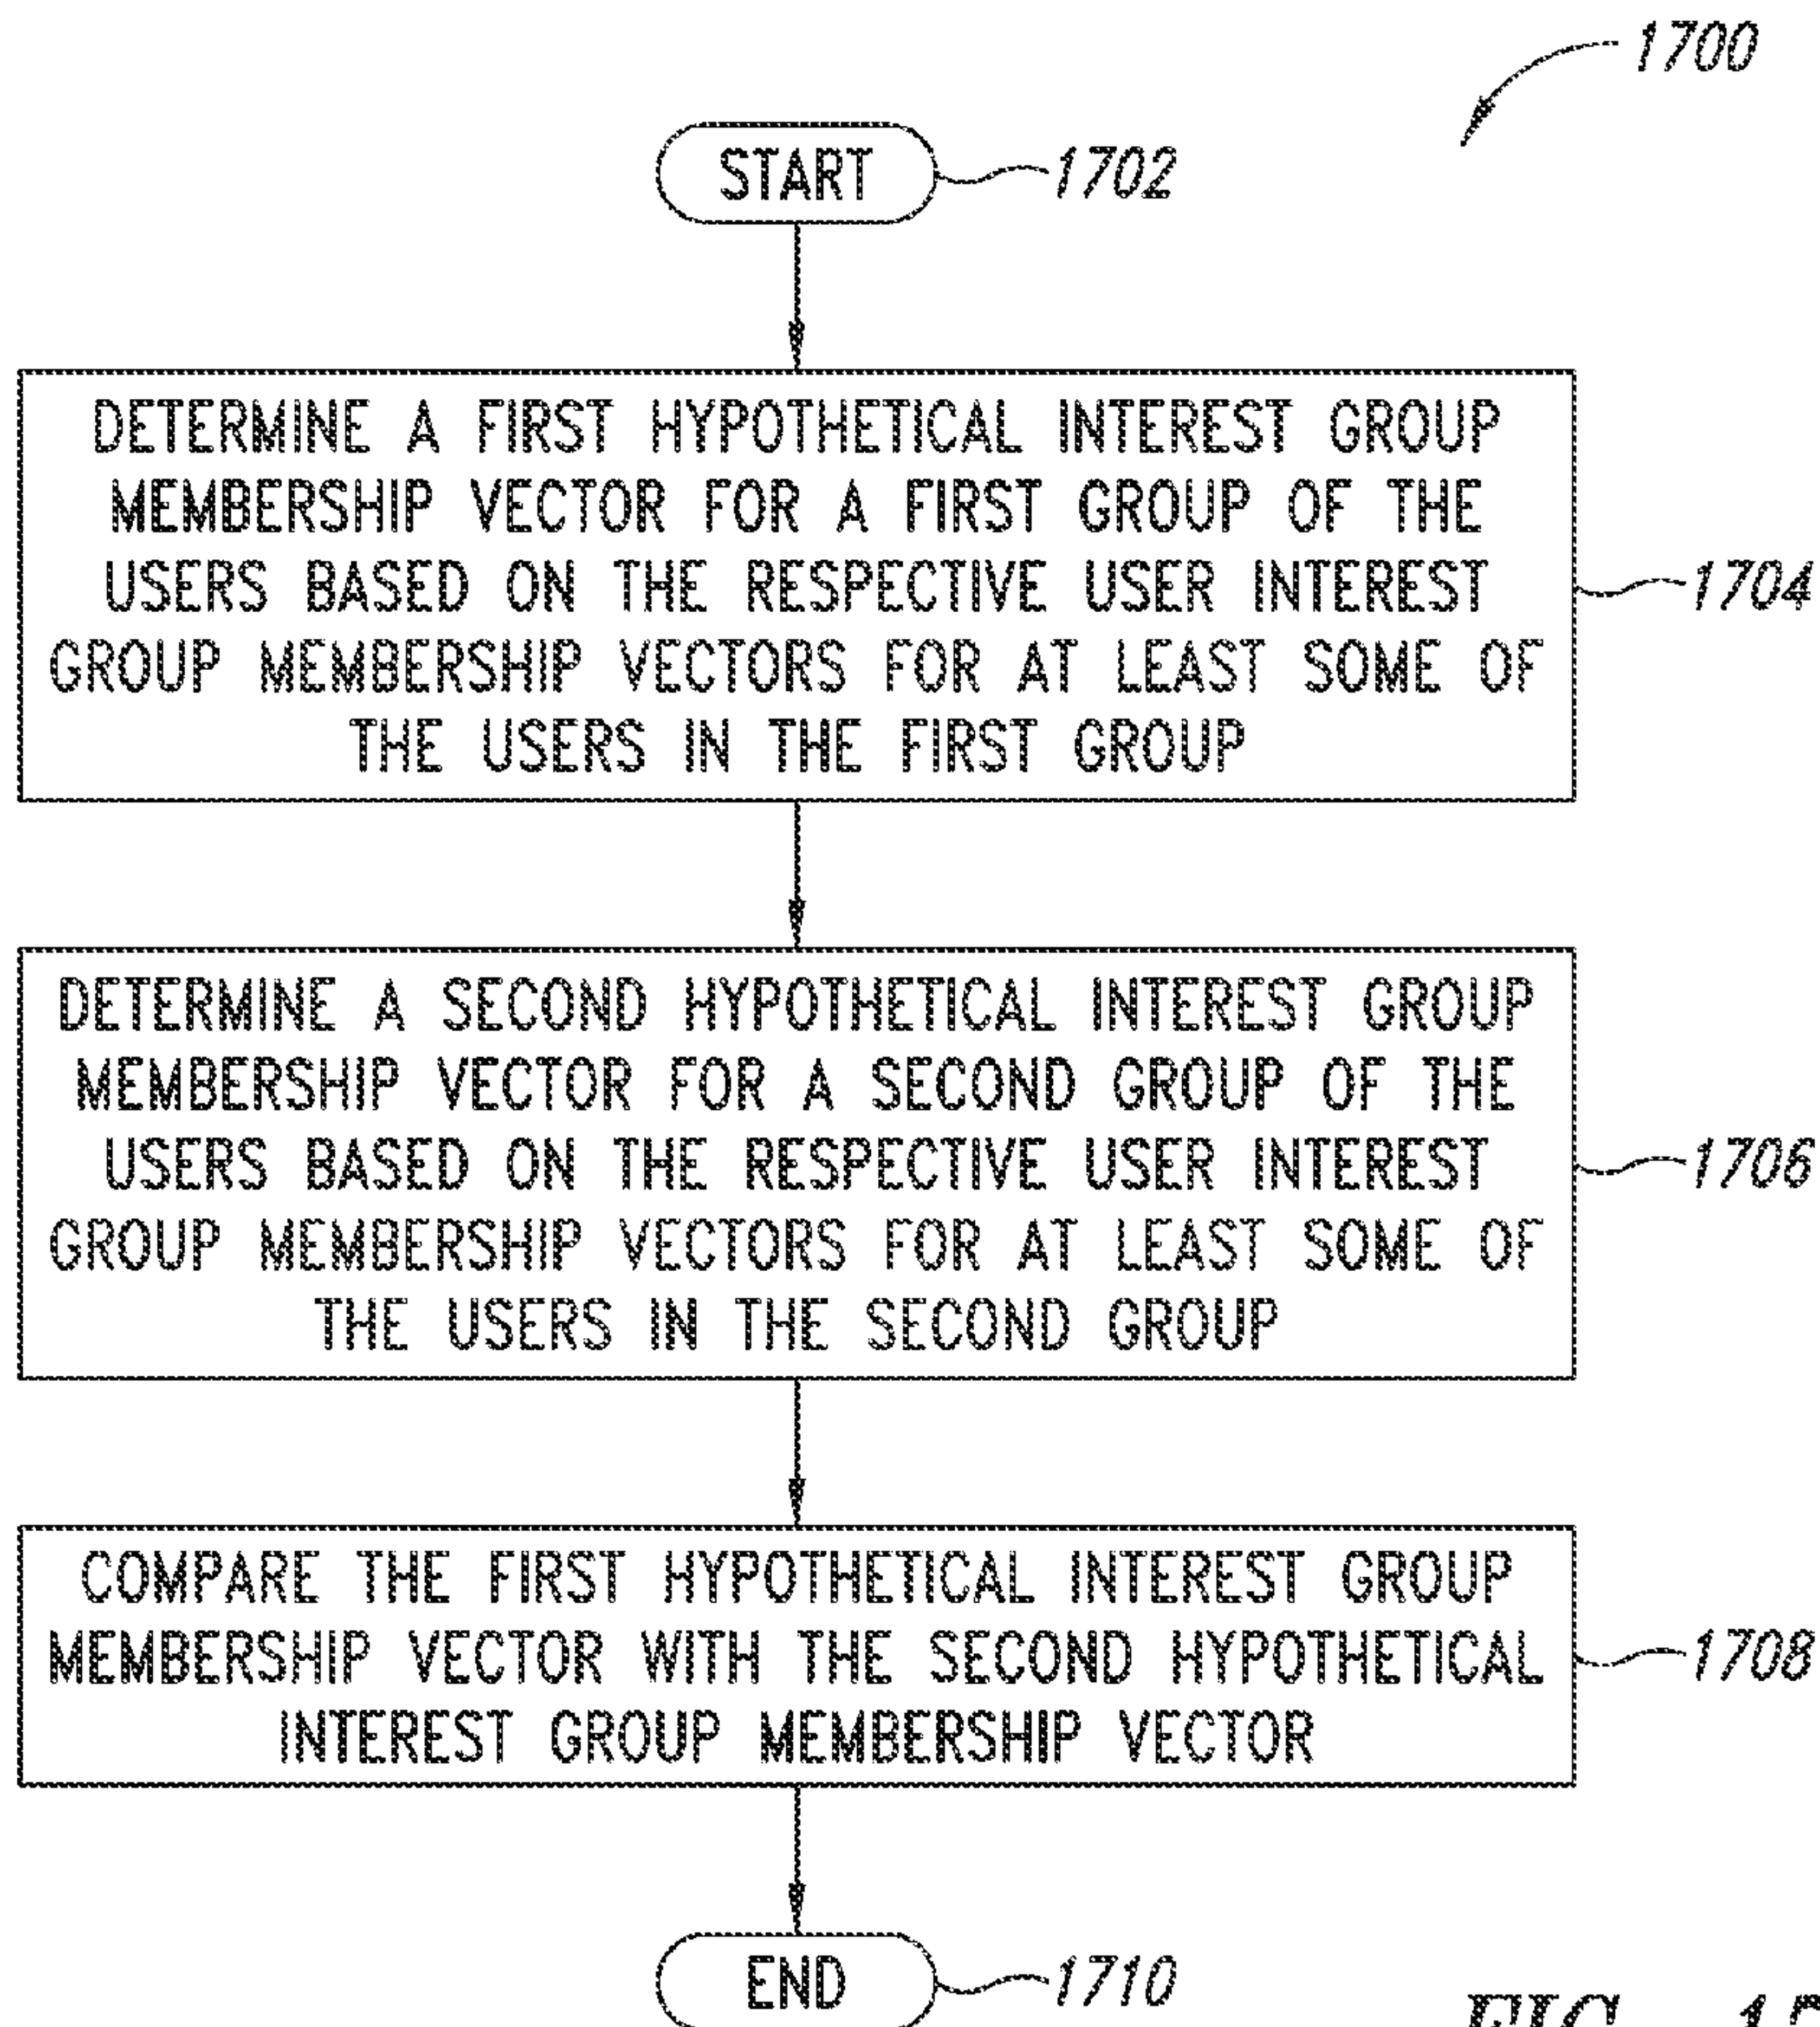 1700
START
1702
DETERMINE A FIRST HYPOTHETICAL INTEREST GROUP
MEMBERSHIP VECTOR FOR A FIRST GROUP OF THE
USERS BASED ON THE RESPECTIVE USER INTEREST
GROUP MEMBERSHIP VECTORS FOR AT LEAST SOME OF
THE USERS IN THE FIRST GROUP
1704
DETERMINE A SECOND HYPOTHETICAL INTEREST GROUP
MEMBERSHIP VECTOR FOR A SECOND GROUP OF THE
USERS BASED ON THE RESPECTIVE USER INTEREST
GROUP MEMBERSHIP VECTORS FOR AT LEAST SOME OF
THE USERS IN THE SECOND GROUP
1706
COMPARE THE FIRST HYPOTHETICAL INTEREST GROUP
MEMBERSHIP VECTOR WITH THE SECOND HYPOTHETICAL
INTEREST GROUP MEMBERSHIP VECTOR
1708
END
1710